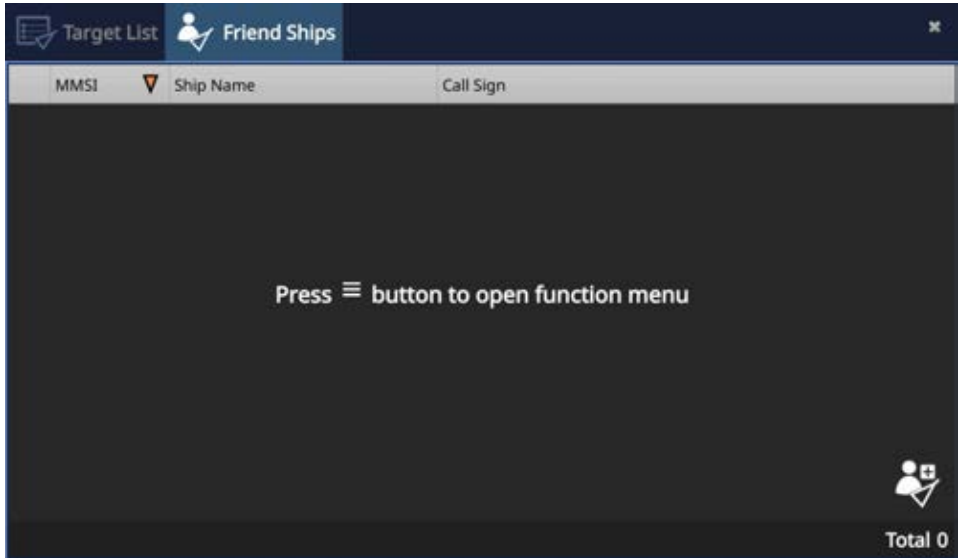 Target List Friend Ships
MMSI Ship Name Call Sign
Press ≡ button to open function menu
Total 0